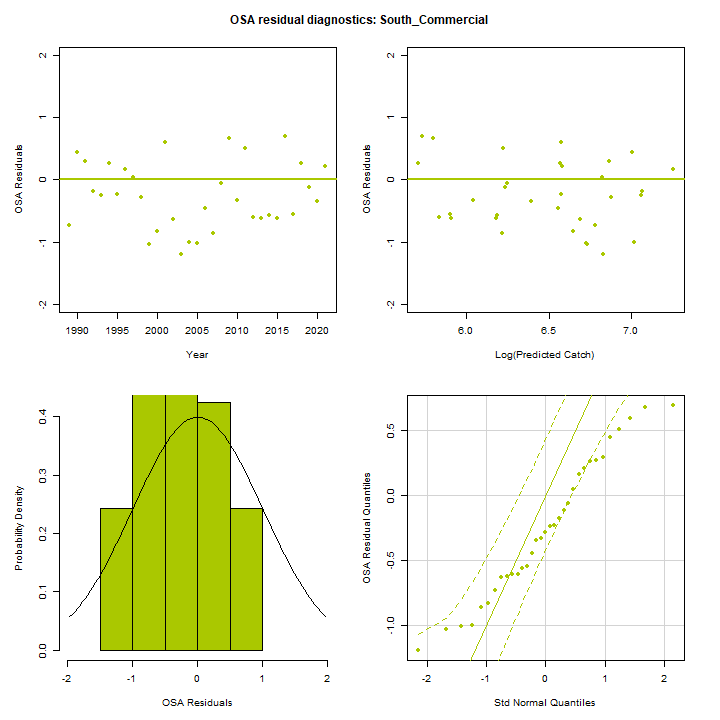 OSA residual diagnostics: South_Commercial
OSA Residuals
2
1
0
-1
-2
1990 1995 2000 2005 2010 2015 2020
Year
OSA Residuals
2
1
0
-1
-2
6.0 6.5 7.0
Log(Predicted Catch)
Probability Density
0.4
0.3
0.2
0.1
0.0
-2 -1 0 1 2
OSA Residuals
OSA Residual Quantiles
0.5
0.0
-0.5
-1.0
-2 -1 0 1 2
Std Normal Quantiles